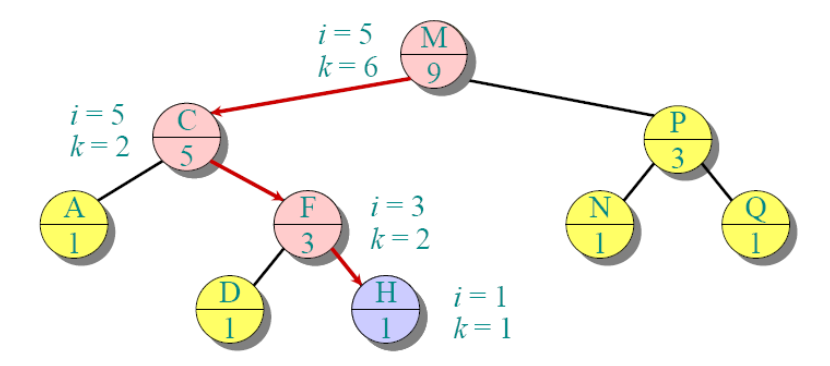 i = 5
k = 6
M
9
i = 5
k = 2
C
5
P
3
A
1
F
3
i = 3
k = 2
N
1
Q
1
D
1
H
1
i = 1
k = 1